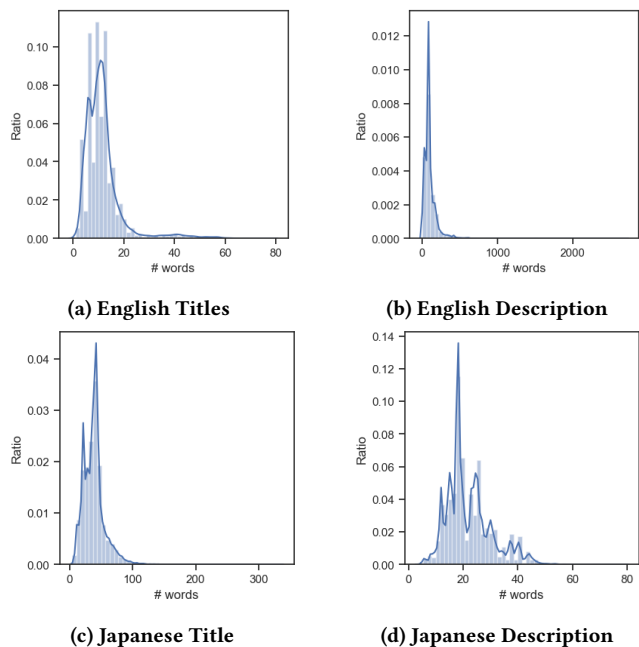 0.10
0.08
0.06
0.04
0.02
0.00
Ratio
0 20 40 60 80
# words
(a) English Titles
0.012
0.010
0.008
0.006
0.004
0.002
0.000
Ratio
0 1000 2000
# words
(b) English Description
0.04
0.03
0.02
0.01
0.00
Ratio
0 100 200 300
# words
(c) Japanese Title
0.14
0.12
0.10
0.08
0.06
0.04
0.02
0.00
Ratio
0 20 40 60 80
# words
(d) Japanese Description